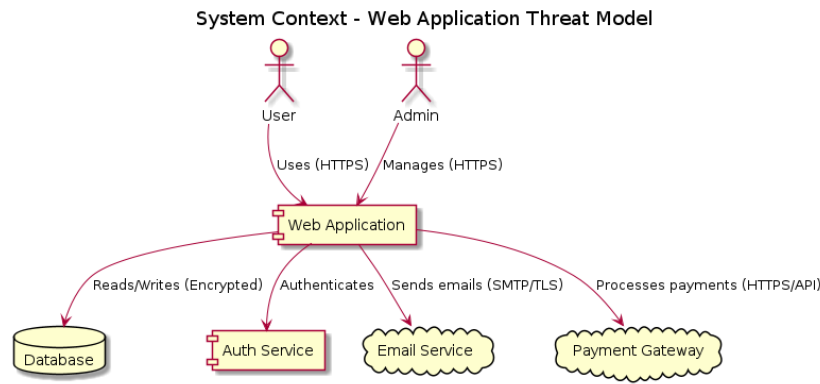 System Context - Web Application Threat Model
User
Admin
Uses (HTTPS)
Manages (HTTPS)
Web Application
Reads/Writes (Encrypted)
Authenticates
Sends emails (SMTP/TLS)
Processes payments (HTTPS/API)
Database
Auth Service
Email Service
Payment Gateway